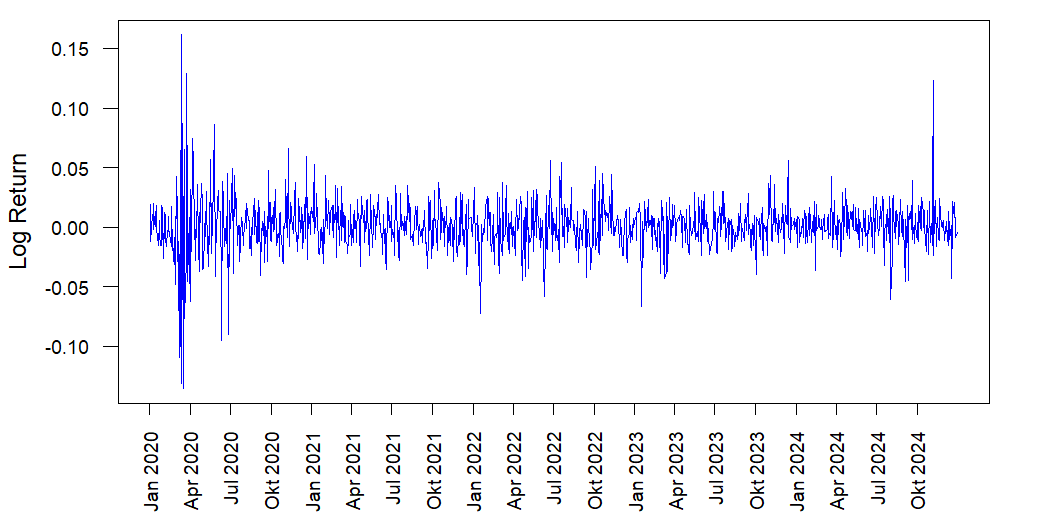 Log Return
0.15
0.10
0.05
0.00
-0.05
-0.10
Jan 2020
Apr 2020
Jul 2020
Okt 2020
Jan 2021
Apr 2021
Jul 2021
Okt 2021
Jan 2022
Apr 2022
Jul 2022
Okt 2022
Jan 2023
Apr 2023
Jul 2023
Okt 2023
Jan 2024
Apr 2024
Jul 2024
Okt 2024